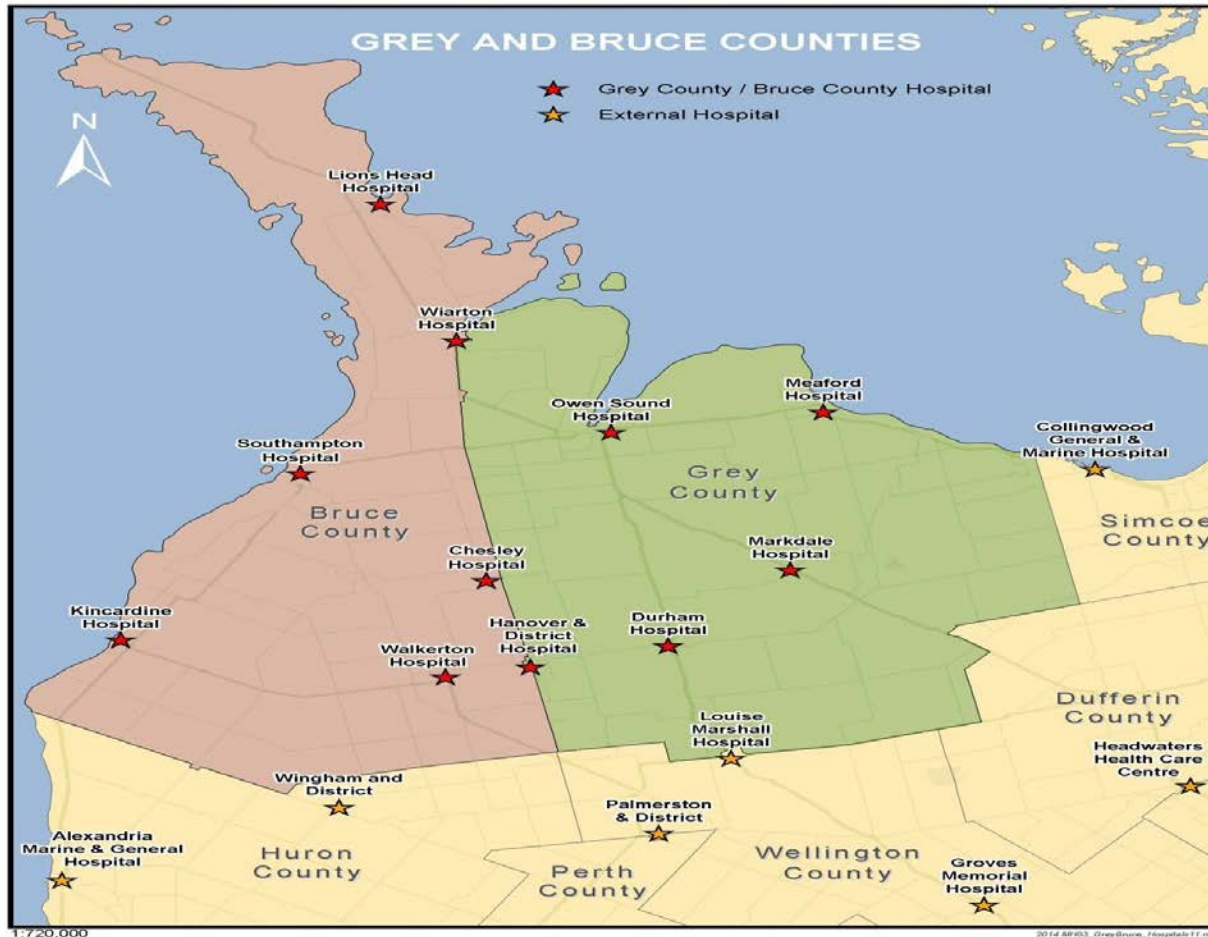 GREY AND BRUCE COUNTIES
Grey County / Bruce County Hospital
External Hospital
N
Lions Head
Hospital
Wiarton
Hospital
Owen Sound
Hospital
Meaford
Hospital
Collingwood
General &
Marine Hospital
Southampton
Hospital
Grey
County
Bruce
County
Simcoe
County
Chesley
Hospital
Markdale
Hospital
Kincardine
Hospital
Hanover &
District
Hospital
Durham
Hospital
Walkerton
Hospital
Dufferin
County
Louise
Marshall
Hospital
Headwaters
Health Care
Centre
Wingham and
District
Palmerston
& District
Alexandria
Marine & General
Hospital
Huron
County
Perth
County
Wellington
County
Groves
Memorial
Hospital
1:720,000